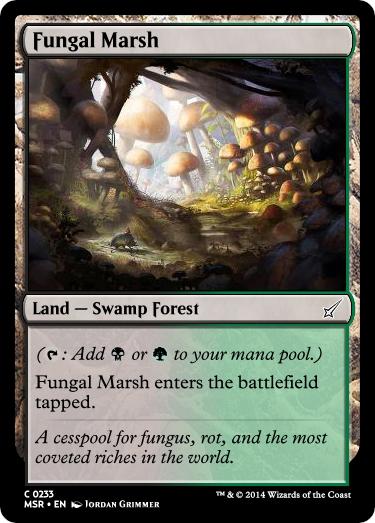 Fungal Marsh
Land — Swamp Forest
( : Add or to your mana pool.)
Fungal Marsh enters the battlefield
tapped.
A cesspool for fungus, rot, and the most
coveted riches in the world.
C 0233
MSR • EN Jordan Grimmer
™ & © 2014 Wizards of the Coast